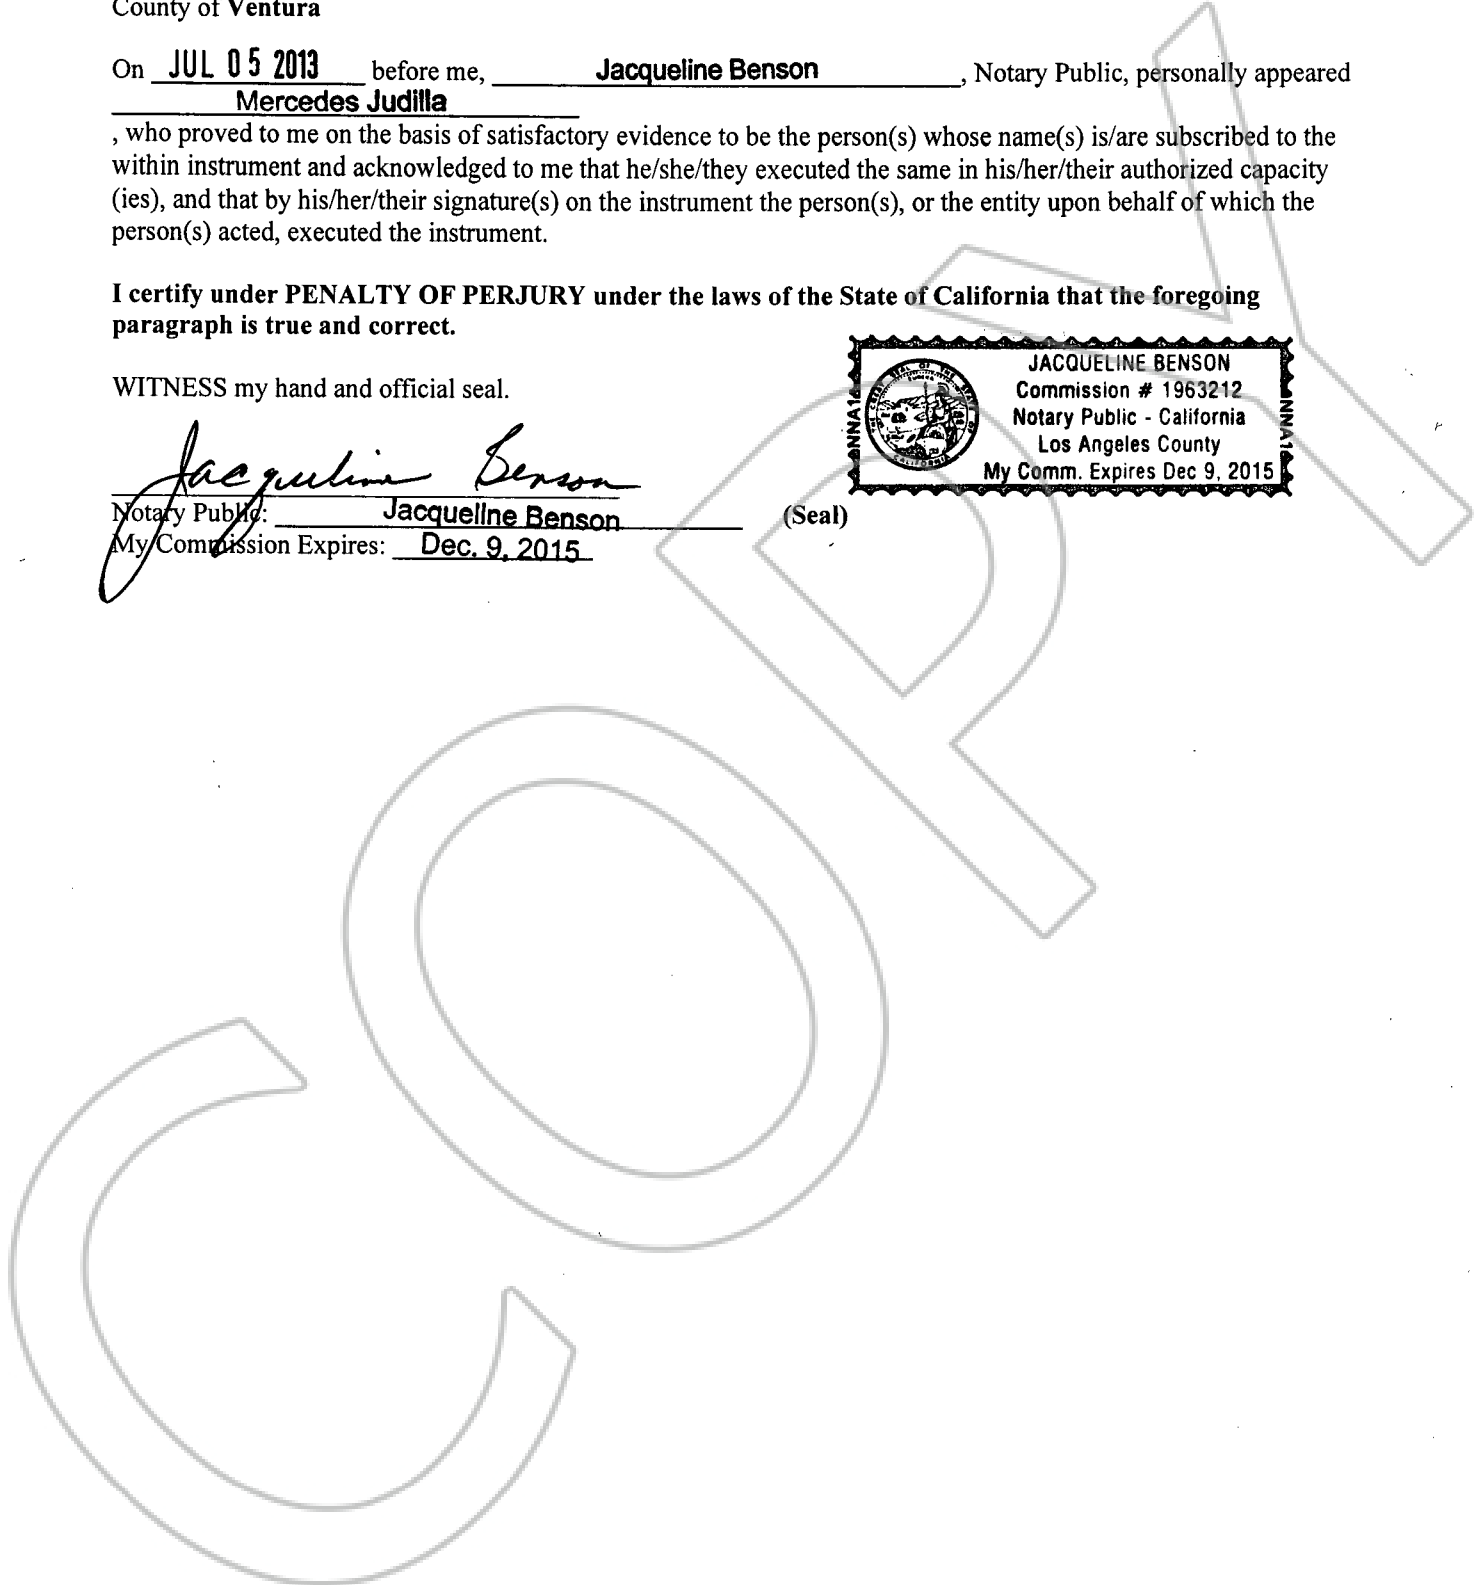 County of Ventura
On JUL 05 2013 before me, Jacqueline Benson, Notary Public, personally appeared
Mercedes Judilla
, who proved to me on the basis of satisfactory evidence to be the person(s) whose name(s) is/are subscribed to the
within instrument and acknowledged to me that he/she/they executed the same in his/her/their authorized capacity
(ies), and that by his/her/their signature(s) on the instrument the person(s), or the entity upon behalf of which the
person(s) acted, executed the instrument.
I certify under PENALTY OF PERJURY under the laws of the State of California that the foregoing
paragraph is true and correct.
WITNESS my hand and official seal.
JACQUELINE BENSON
Commission # 1963212
Notary Public - California
Los Angeles County
My Comm. Expires Dec 9, 2015
Jacqueline Benson
Notary Public: Jacqueline Benson (Seal)
My Commission Expires: Dec. 9, 2015
COPY